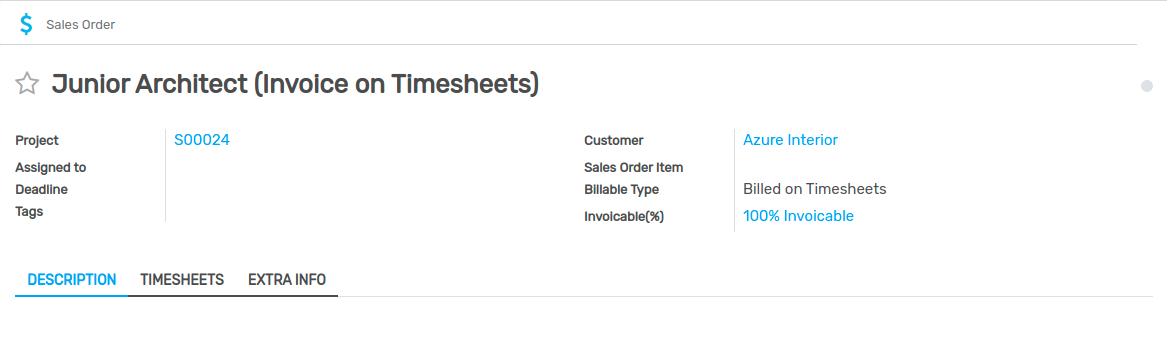 $ Sales Order
Junior Architect (Invoice on Timesheets)
Project S00024
Assigned to
Deadline
Tags
Customer Azure Interior
Sales Order Item
Billable Type Billed on Timesheets
Invoicable(%) 100% Invoicable
DESCRIPTION TIMESHEETS EXTRA INFO